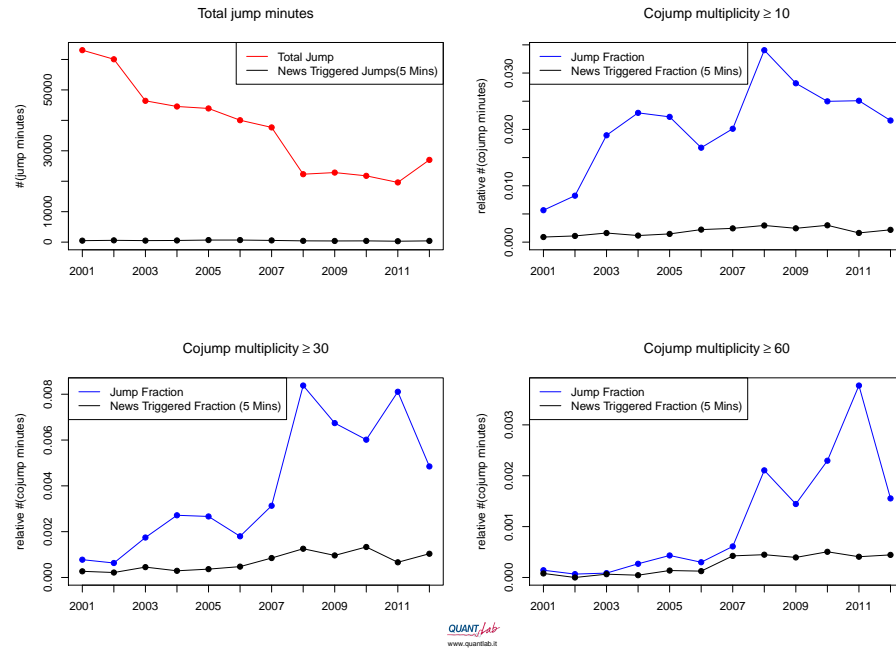 Total jump minutes
Total Jump
News Triggered Jumps(5 Mins)
#(jump minutes)
0
10000
30000
50000
2001
2003
2005
2007
2009
2011
Cojump multiplicity ≥ 10
Jump Fraction
News Triggered Fraction (5 Mins)
relative #(cojump minutes)
0.000
0.010
0.020
0.030
2001
2003
2005
2007
2009
2011
Cojump multiplicity ≥ 30
Jump Fraction
News Triggered Fraction (5 Mins)
relative #(cojump minutes)
0.000
0.002
0.004
0.006
0.008
2001
2003
2005
2007
2009
2011
Cojump multiplicity ≥ 60
Jump Fraction
News Triggered Fraction (5 Mins)
relative #(cojump minutes)
0.000
0.001
0.002
0.003
2001
2003
2005
2007
2009
2011
QUANT Lab
www.quantlab.it